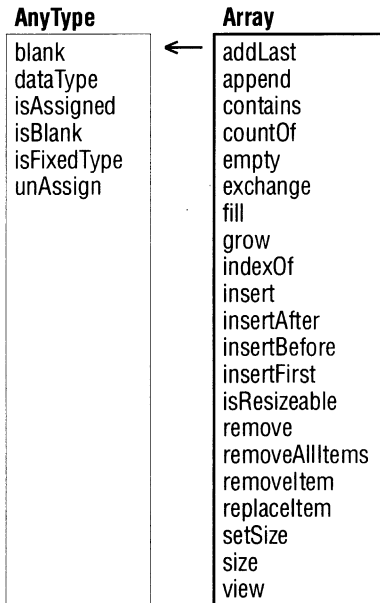 AnyType
blank
dataType
isAssigned
isBlank
isFixedType
unAssign
Array
addLast
append
contains
countOf
empty
exchange
fill
grow
indexOf
insert
insertAfter
insertBefore
insertFirst
isResizeable
remove
removeAllItems
removeItem
replaceItem
setSize
size
view